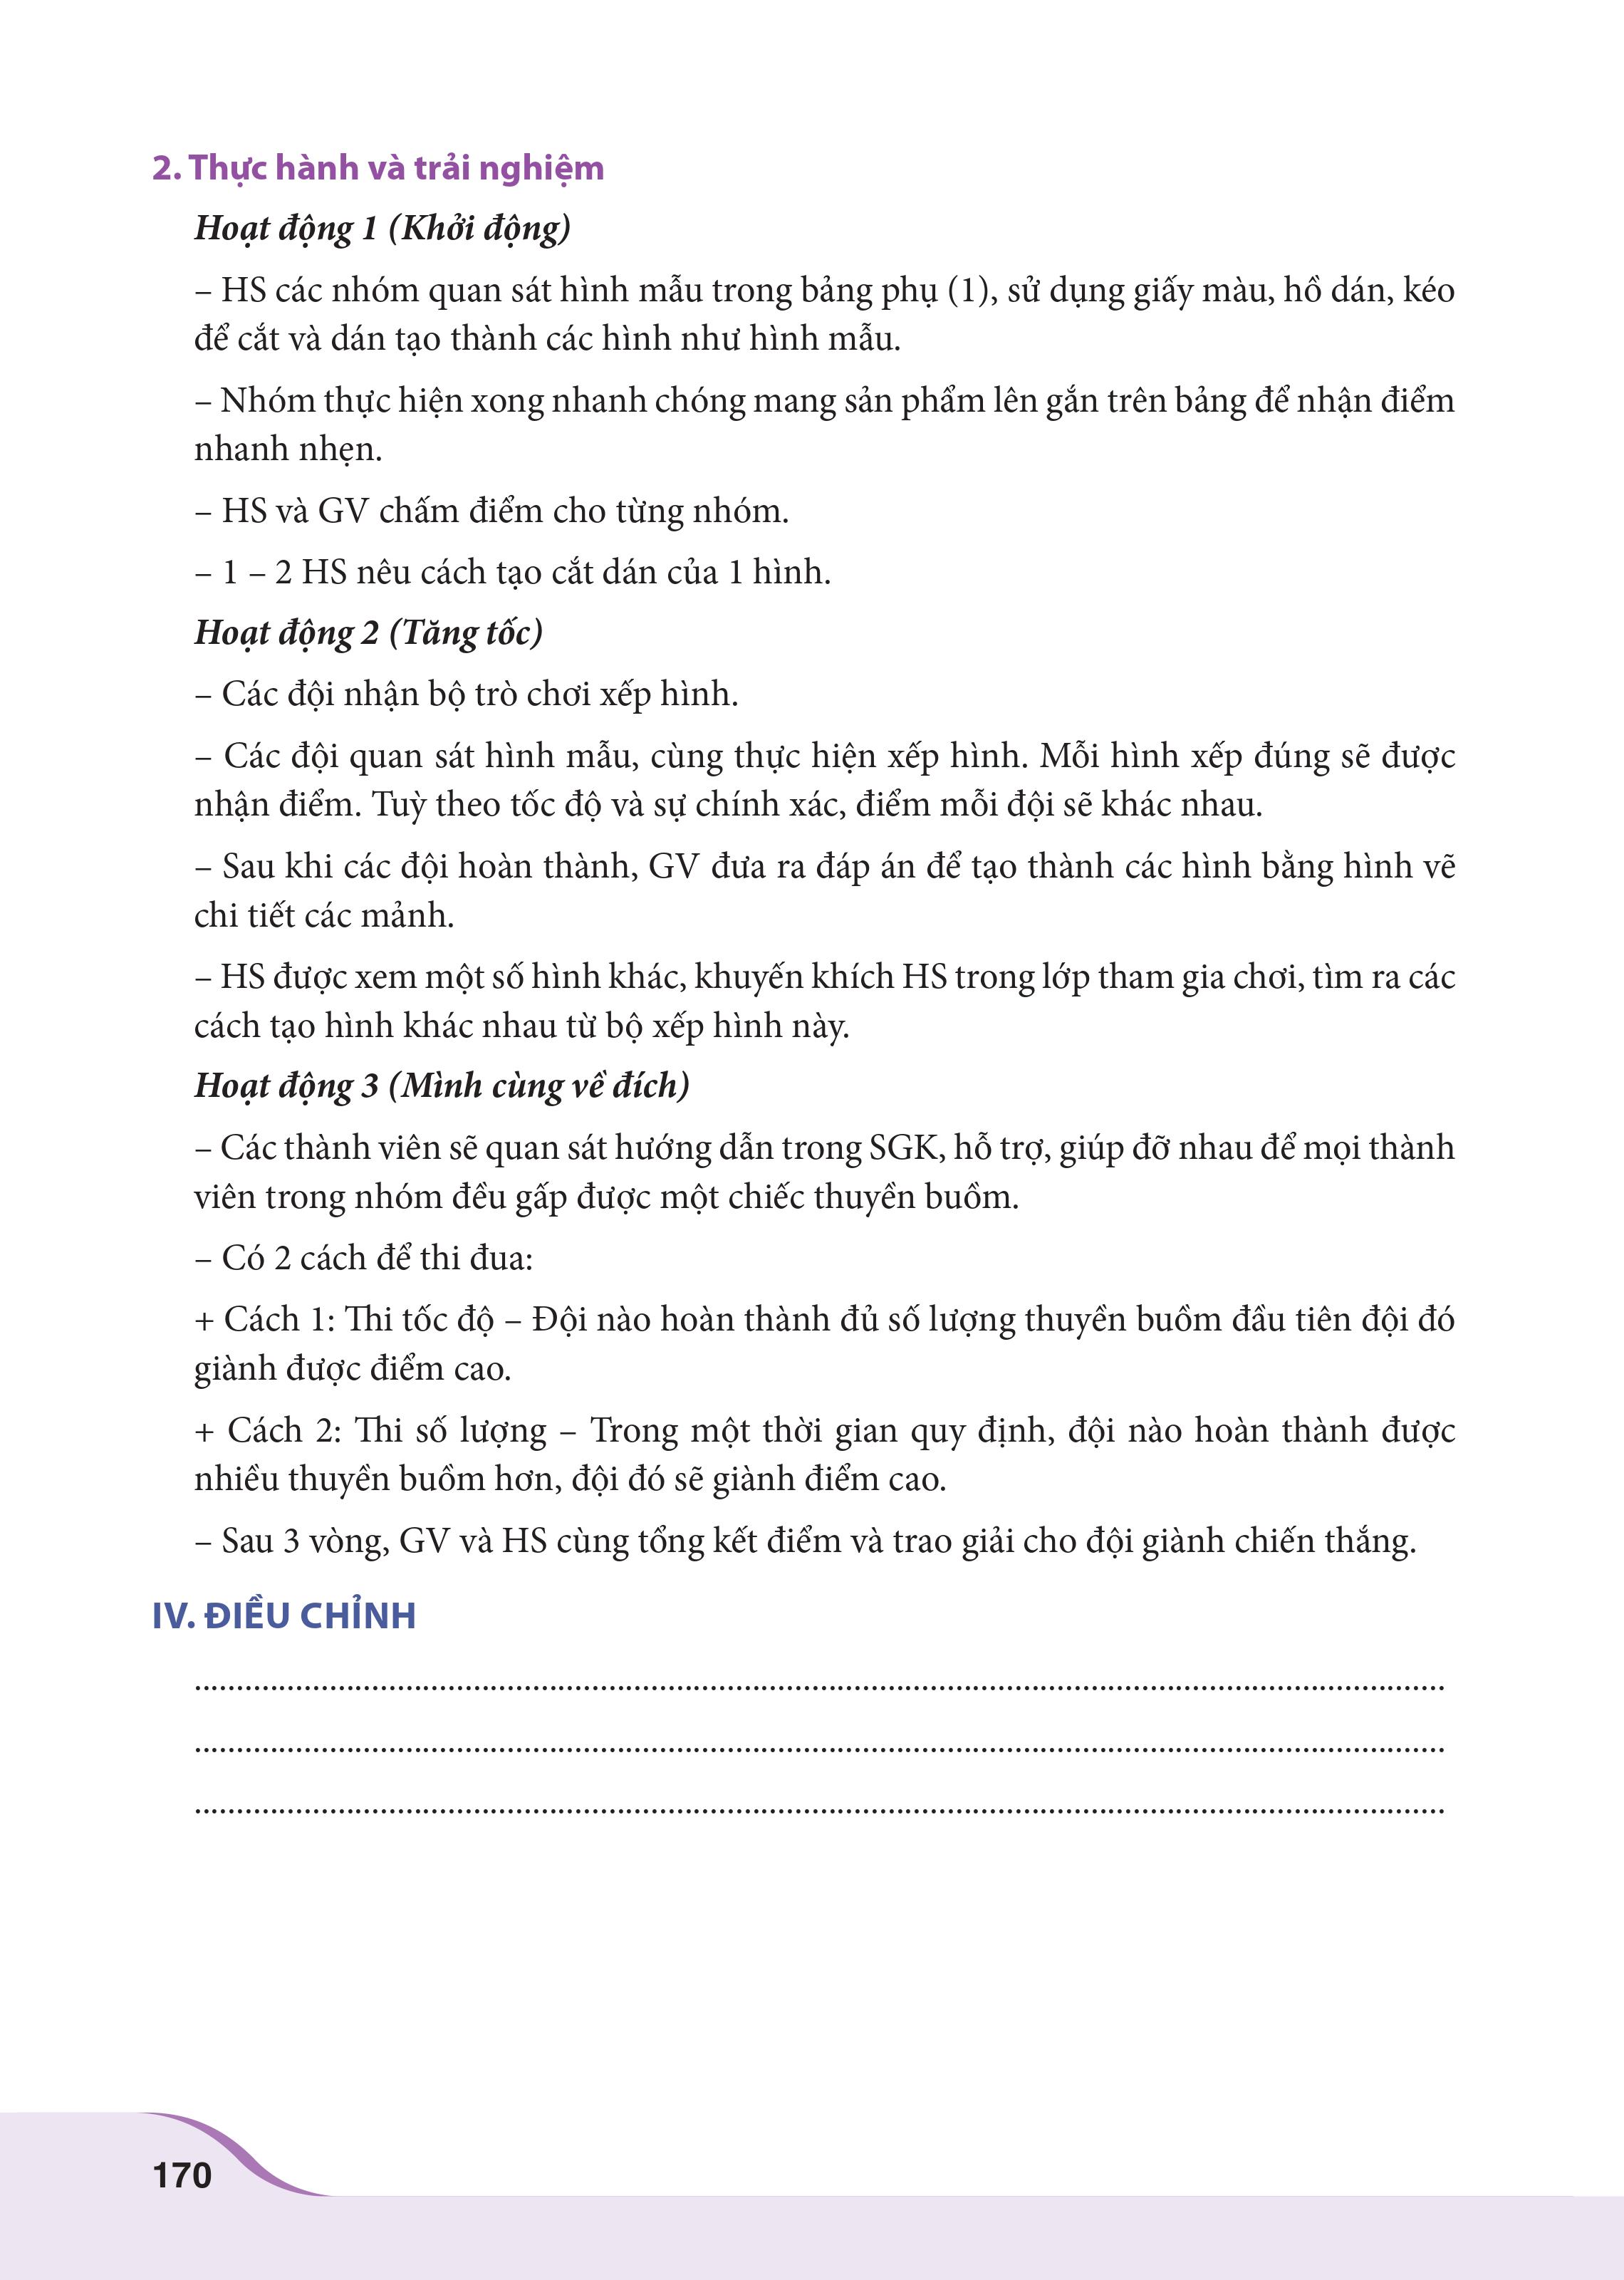 2. Thực hành và trải nghiệm
Hoạt động 1 (Khởi động)
– HS các nhóm quan sát hình mẫu trong bảng phụ (1), sử dụng giấy màu, hồ dán, kéo
để cắt và dán tạo thành các hình như hình mẫu.
– Nhóm thực hiện xong nhanh chóng mang sản phẩm lên gắn trên bảng để nhận điểm
nhanh nhẹn.
– HS và GV chấm điểm cho từng nhóm.
– 1 – 2 HS nêu cách tạo cắt dán của 1 hình.
Hoạt động 2 (Tăng tốc)
– Các đội nhận bộ trò chơi xếp hình.
– Các đội quan sát hình mẫu, cùng thực hiện xếp hình. Mỗi hình xếp đúng sẽ được
nhận điểm. Tuỳ theo tốc độ và sự chính xác, điểm mỗi đội sẽ khác nhau.
– Sau khi các đội hoàn thành, GV đưa ra đáp án để tạo thành các hình bằng hình vẽ
chi tiết các mảnh.
– HS được xem một số hình khác, khuyến khích HS trong lớp tham gia chơi, tìm ra các
cách tạo hình khác nhau từ bộ xếp hình này.
Hoạt động 3 (Mình cùng về đích)
– Các thành viên sẽ quan sát hướng dẫn trong SGK, hỗ trợ, giúp đỡ nhau để mọi thành
viên trong nhóm đều gấp được một chiếc thuyền buồm.
– Có 2 cách để thi đua:
+ Cách 1: Thi tốc độ – Đội nào hoàn thành đủ số lượng thuyền buồm đầu tiên đội đó
giành được điểm cao.
+ Cách 2: Thi số lượng – Trong một thời gian quy định, đội nào hoàn thành được
nhiều thuyền buồm hơn, đội đó sẽ giành điểm cao.
– Sau 3 vòng, GV và HS cùng tổng kết điểm và trao giải cho đội giành chiến thắng.
IV. ĐIỀU CHỈNH
170